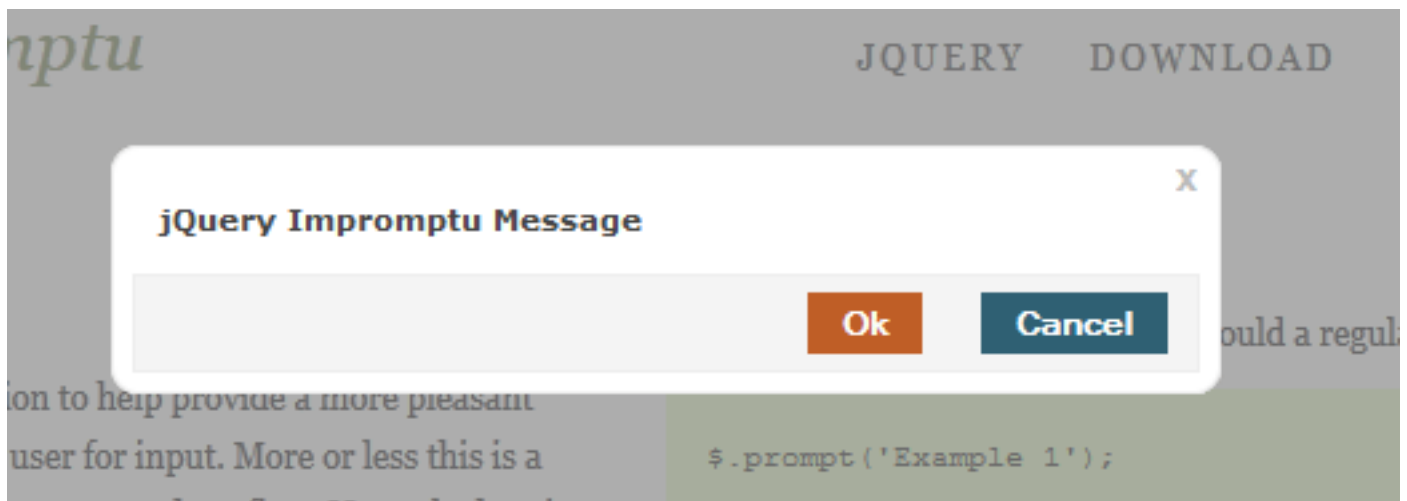 JQUERY DOWNLOAD
x
jQuery Impromptu Message
Ok Cancel
ould a regul
ion to help provide a more pleasant
user for input. More or less this is a
$.prompt('Example 1');